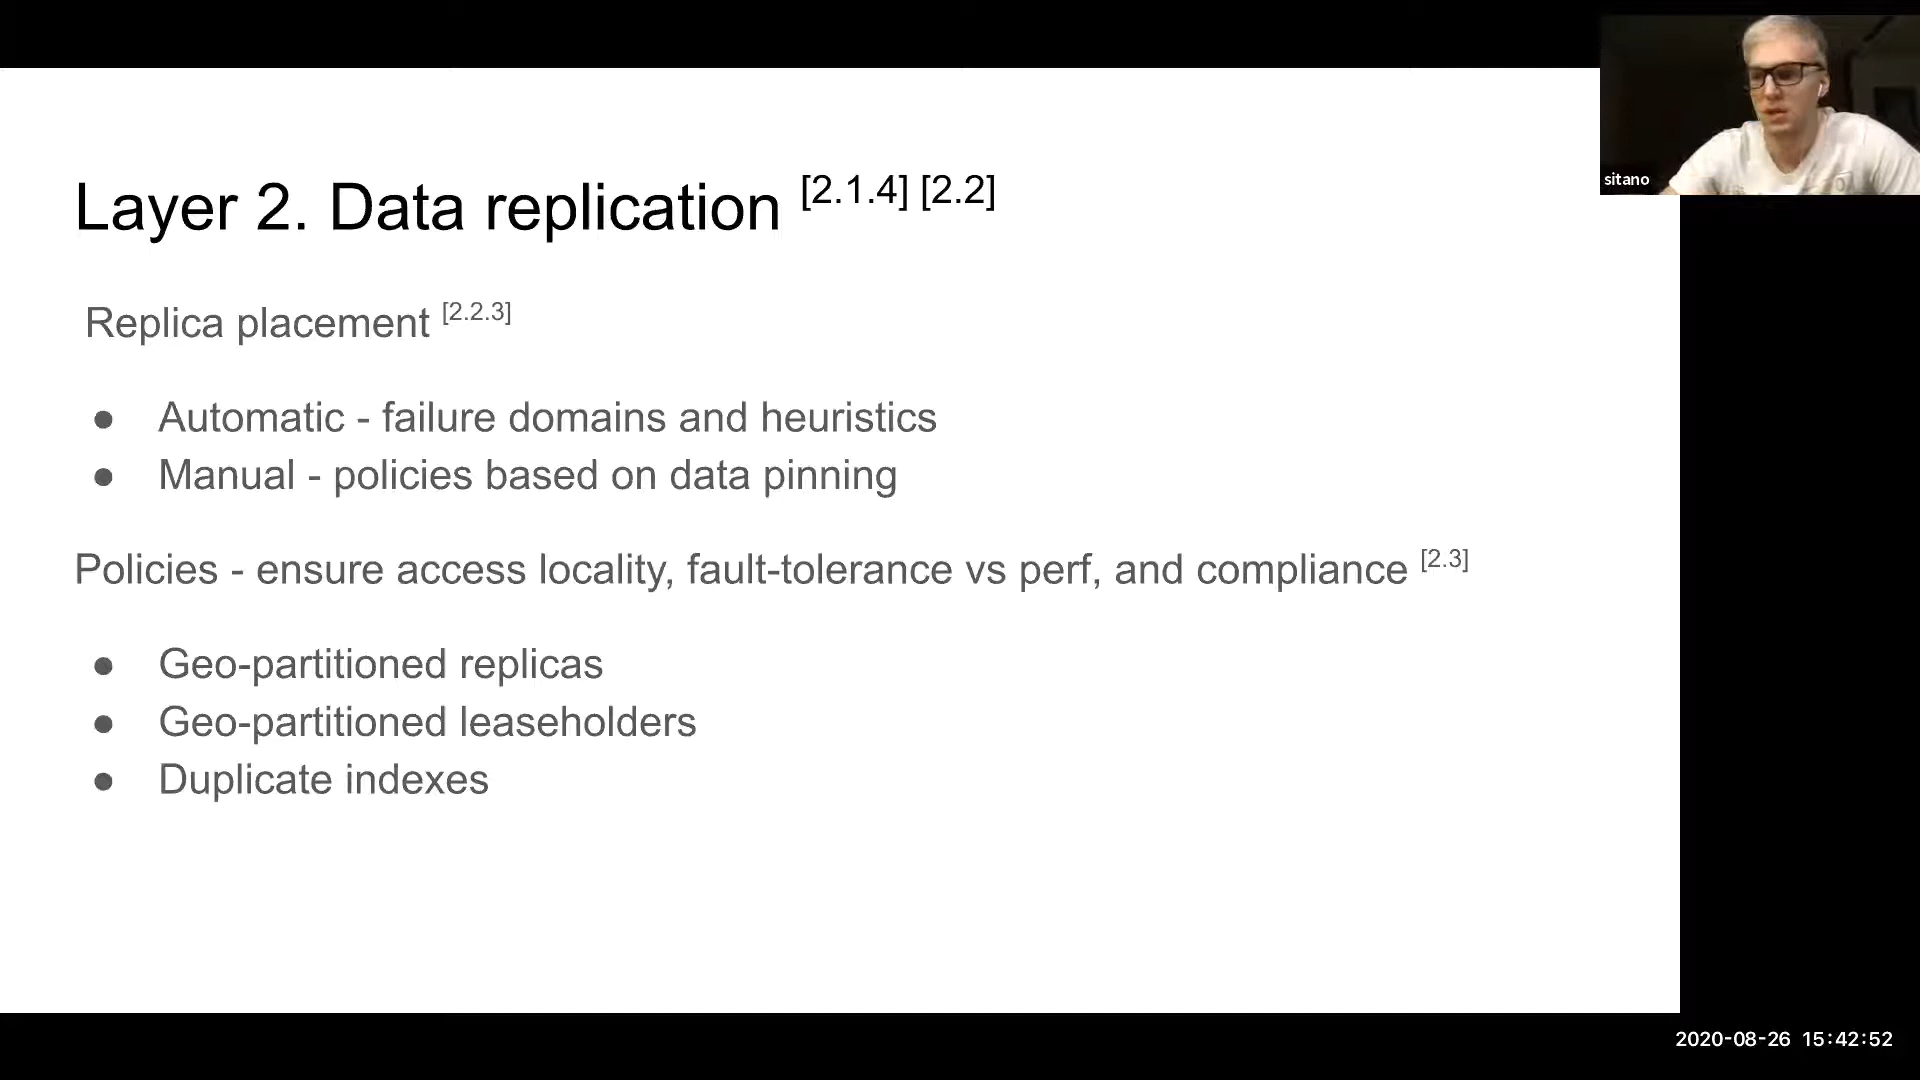 sitano
Layer 2. Data replication [2.1.4] [2.2]
Replica placement [2.2.3]
● Automatic - failure domains and heuristics
● Manual - policies based on data pinning
Policies - ensure access locality, fault-tolerance vs perf, and compliance [2.3]
● Geo-partitioned replicas
● Geo-partitioned leaseholders
● Duplicate indexes
2020-08-26 15:42:52